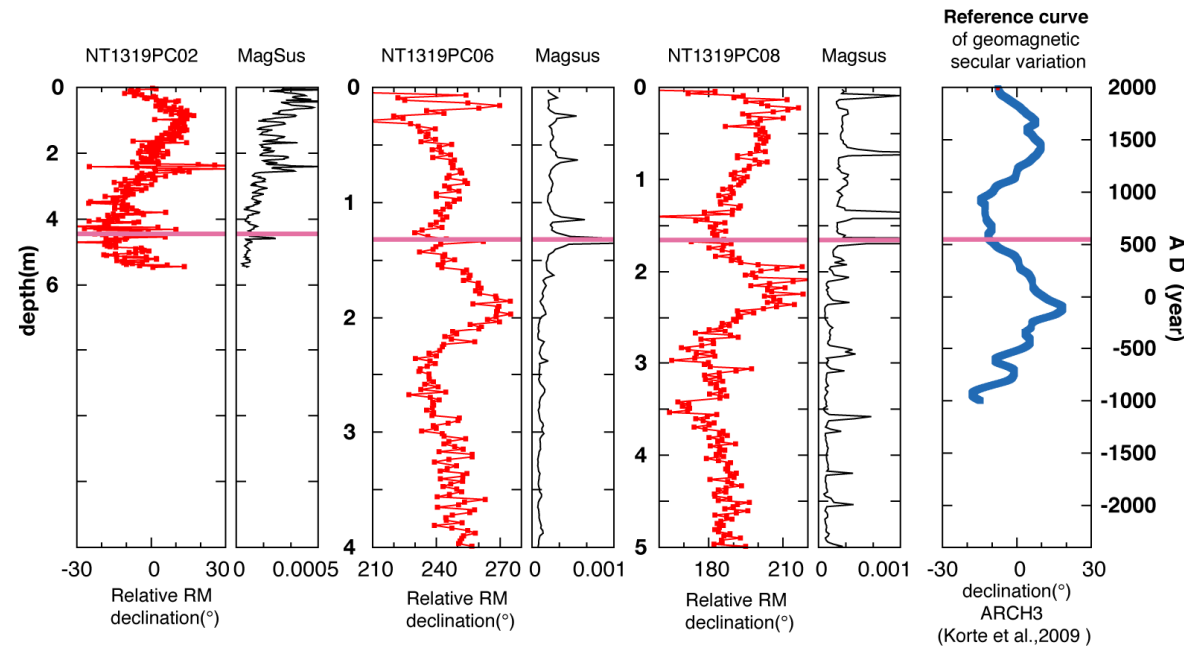 Reference curve
of geomagnetic
secular variation
NT1319PC02
MagSus
NT1319PC06
Magsus
NT1319PC08
Magsus
depth(m)
0
2
4
6
0
1
2
3
4
0
1
2
3
4
5
2000
1500
1000
500
0
-500
-1000
-1500
-2000
A D (year)
-30 0 30
0 0.0005
210 240 270
0 0.001
180 210
0 0.001
-30 0 30
Relative RM
declination(°)
Relative RM
declination(°)
Relative RM
declination(°)
declination(°)
ARCH3
(Korte et al.,2009 )